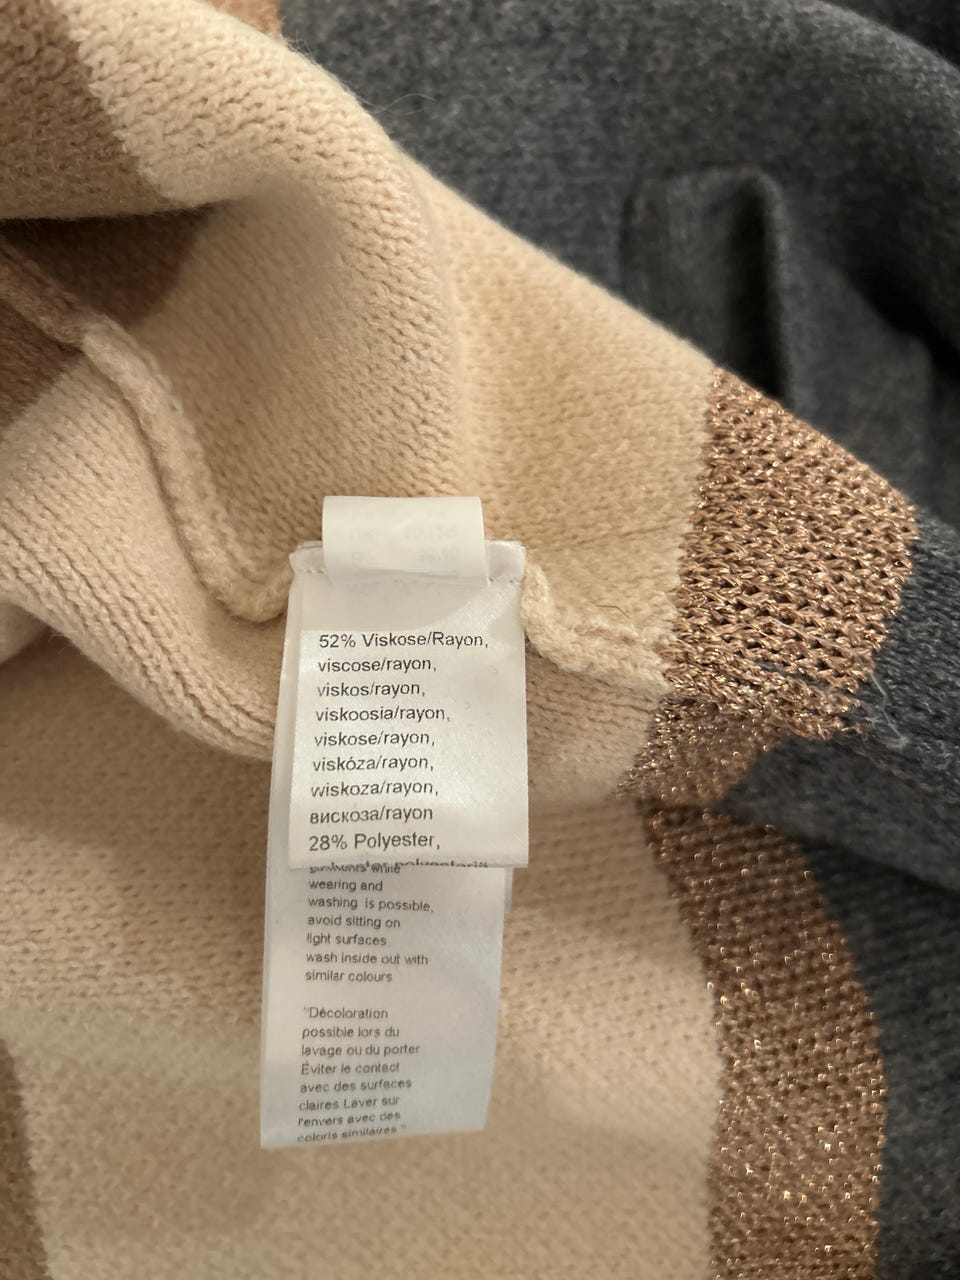 52% Viskose/Rayon,
viscose/rayon,
viskos/rayon,
viskoosia/rayon,
viskose/rayon,
viskóza/rayon,
wiskoza/rayon,
вискоза/rayon
28% Polyester,
while
wearing and
washing is possible,
avoid sitting on
light surfaces
wash inside out with
similar colours
"Décoloration
possible lors du
lavage ou du porter
Éviter le contact
avec des surfaces
claires Laver sur
l'envers avec des
coloris similaires "